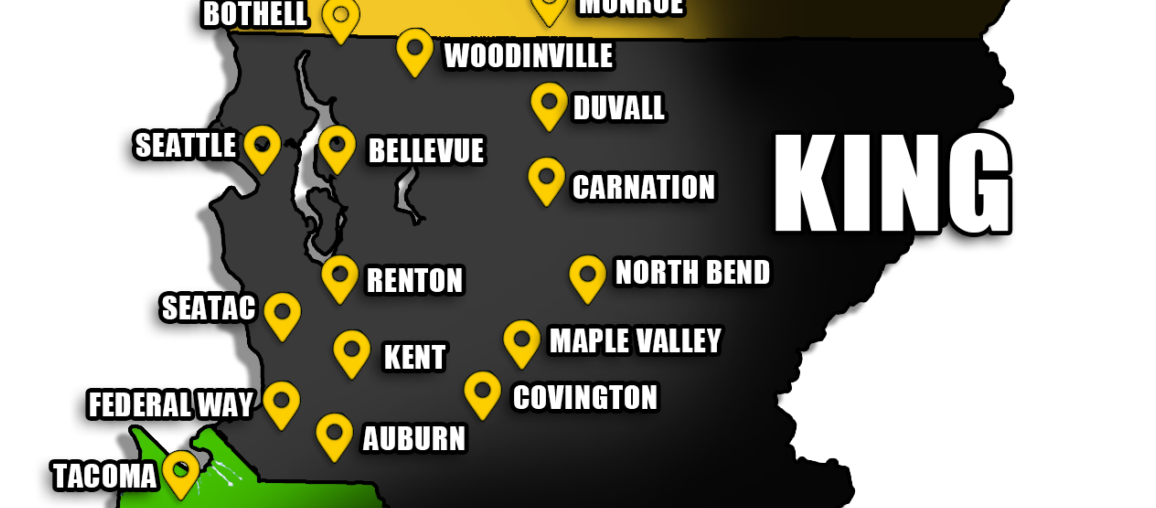 BOTHELL
MONROE
WOODINVILLE
DUVALL
SEATTLE
BELLEVUE
CARNATION
KING
RENTON
NORTH BEND
SEATAC
KENT
MAPLE VALLEY
FEDERAL WAY
COVINGTON
AUBURN
TACOMA